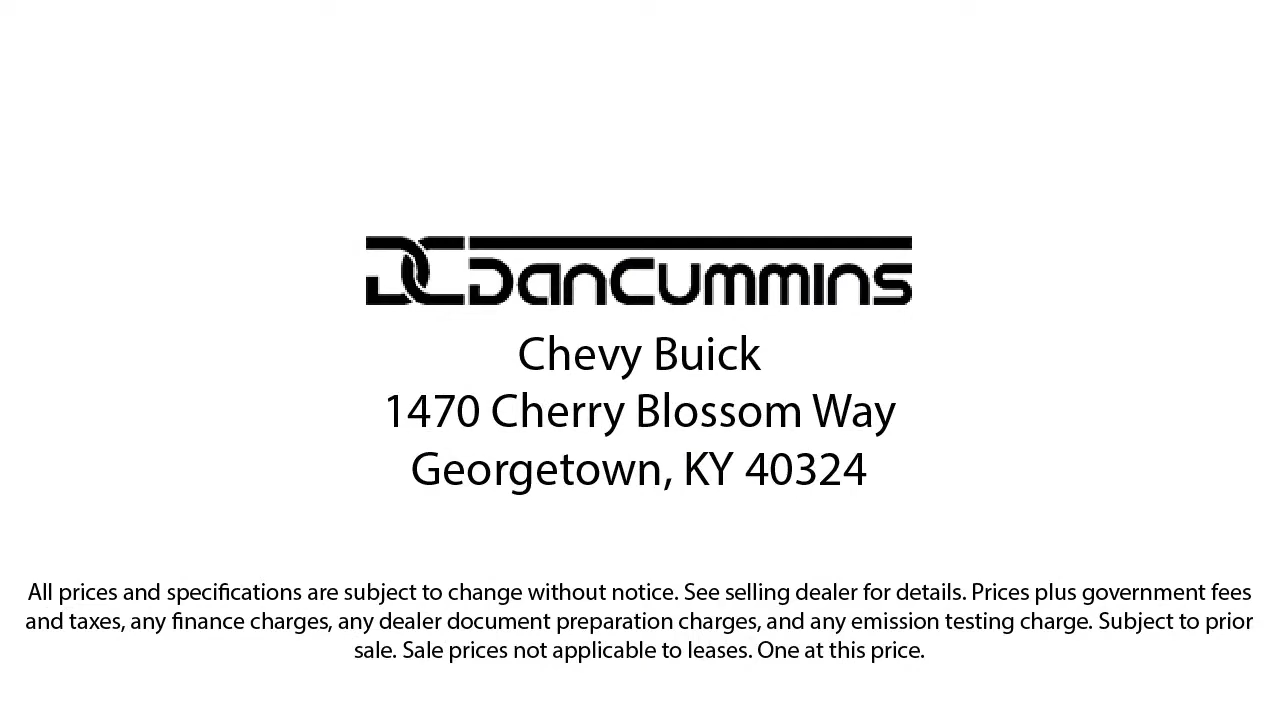 DC DanCummins
Chevy Buick
1470 Cherry Blossom Way
Georgetown, KY 40324
All prices and specifications are subject to change without notice. See selling dealer for details. Prices plus government fees
and taxes, any finance charges, any dealer document preparation charges, and any emission testing charge. Subject to prior
sale. Sale prices not applicable to leases. One at this price.